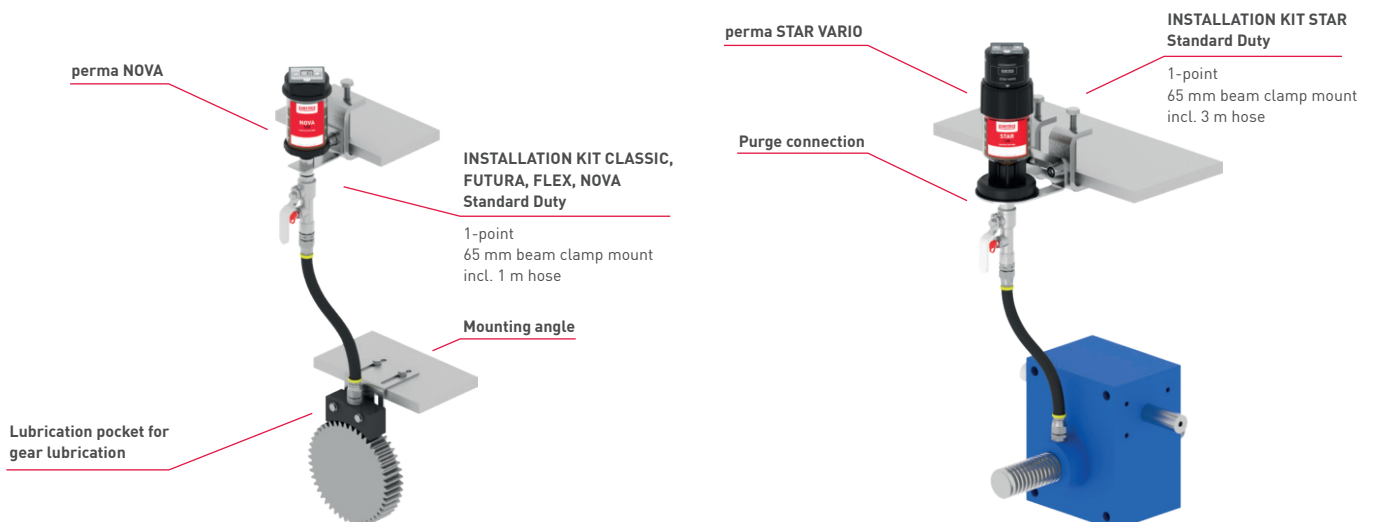 perma NOVA
INSTALLATION KIT CLASSIC,
FUTURA, FLEX, NOVA
Standard Duty
1-point
65 mm beam clamp mount
incl. 1 m hose
Mounting angle
Lubrication pocket for
gear lubrication
NOVA
perma STAR VARIO
INSTALLATION KIT STAR
Standard Duty
1-point
65 mm beam clamp mount
incl. 3 m hose
Purge connection
STAR